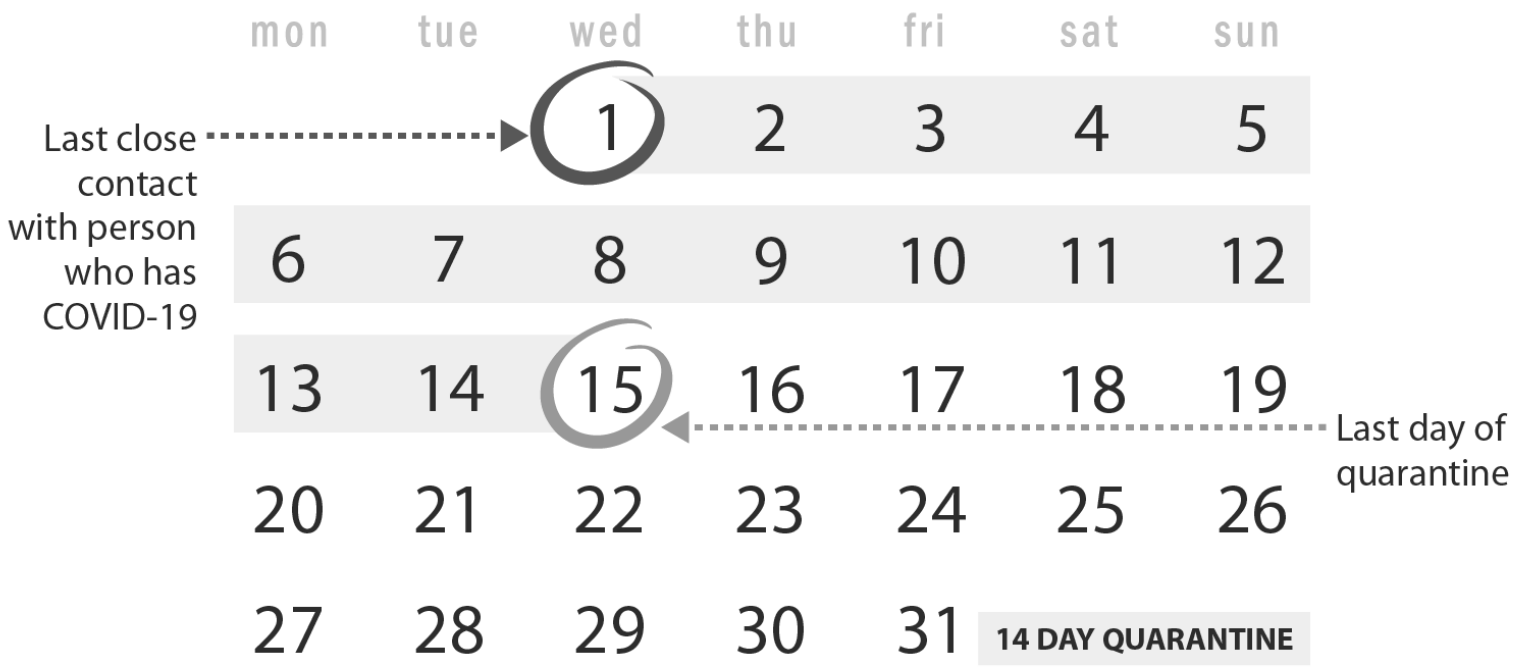 mon tue wed thu fri sat sun
1 2 3 4 5
Last close
contact
with person
who has
COVID-19
6 7 8 9 10 11 12
13 14 15 16 17 18 19
Last day of
quarantine
20 21 22 23 24 25 26
27 28 29 30 31 14 DAY QUARANTINE